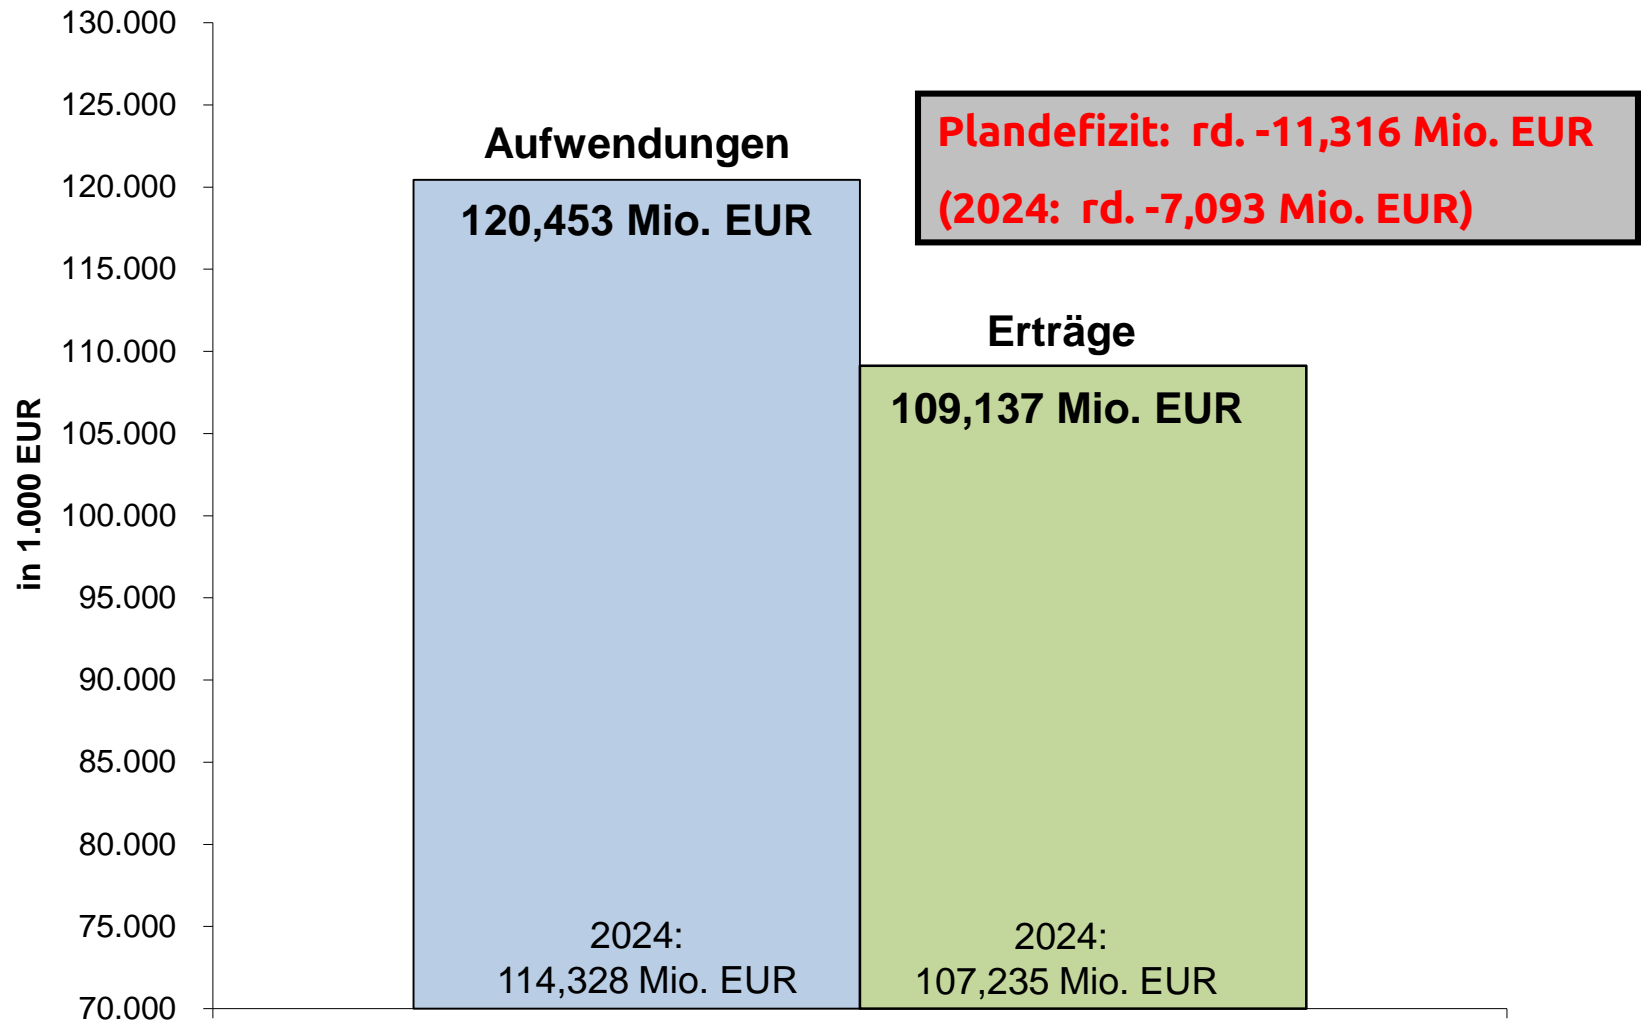 130.000
125.000
120.000
115.000
110.000
105.000
100.000
95.000
90.000
85.000
80.000
75.000
70.000
in 1.000 EUR
Aufwendungen
120,453 Mio. EUR
2024:
114,328 Mio. EUR
Plandefizit: rd. -11,316 Mio. EUR
(2024: rd. -7,093 Mio. EUR)
Erträge
109,137 Mio. EUR
2024:
107,235 Mio. EUR